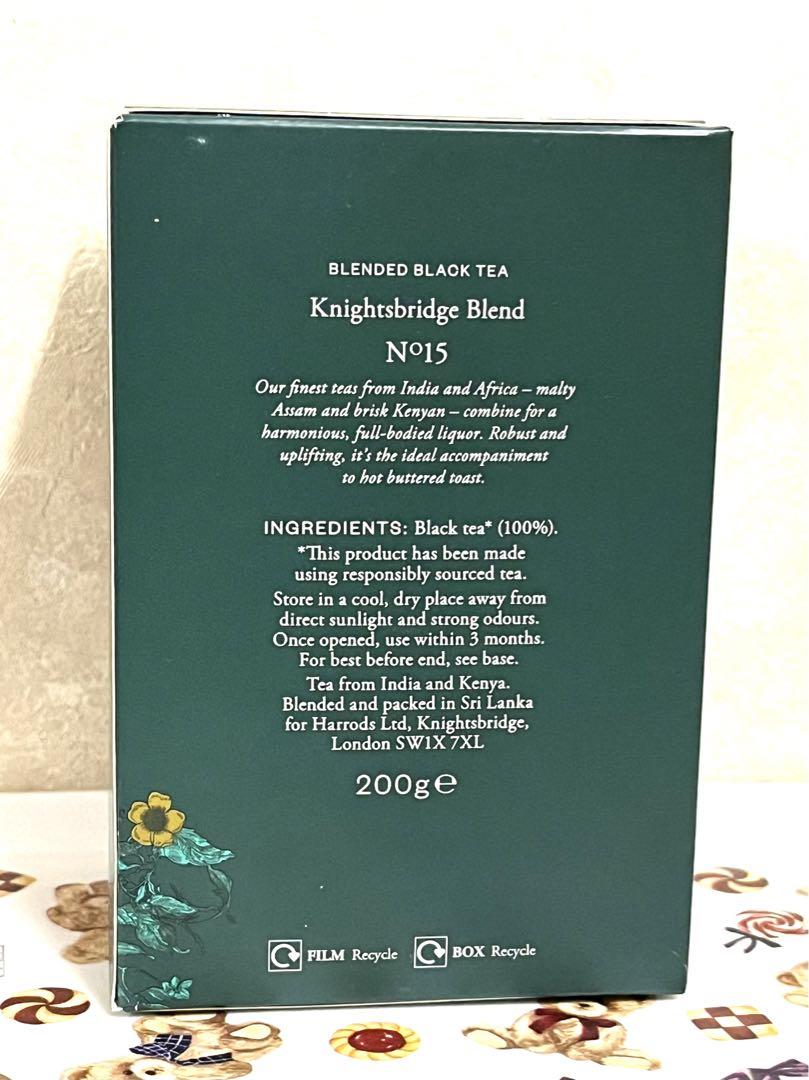 BLENDED BLACK TEA
Knightsbridge Blend
Nº15
Our finest teas from India and Africa – malty
Assam and brisk Kenyan – combine for a
harmonious, full-bodied liquor. Robust and
uplifting, it's the ideal accompaniment
to hot buttered toast.
INGREDIENTS: Black tea* (100%).
*This product has been made
using responsibly sourced tea.
Store in a cool, dry place away from
direct sunlight and strong odours.
Once opened, use within 3 months.
For best before end, see base.
Tea from India and Kenya.
Blended and packed in Sri Lanka
for Harrods Ltd, Knightsbridge,
London SW1X 7XL
200g℮
FILM Recycle BOX Recycle